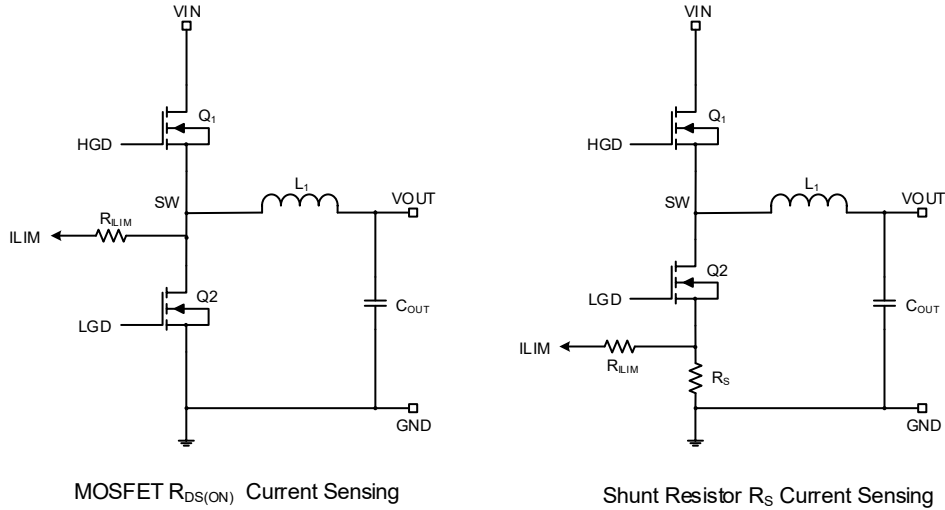 VIN
Q1
HGD
L1
VOUT
SW
RILIM
ILIM
Q2
COUT
LGD
GND
MOSFET RDS(ON) Current Sensing
VIN
Q1
HGD
L1
VOUT
SW
Q2
LGD
COUT
ILIM
RILIM
RS
GND
Shunt Resistor RS Current Sensing